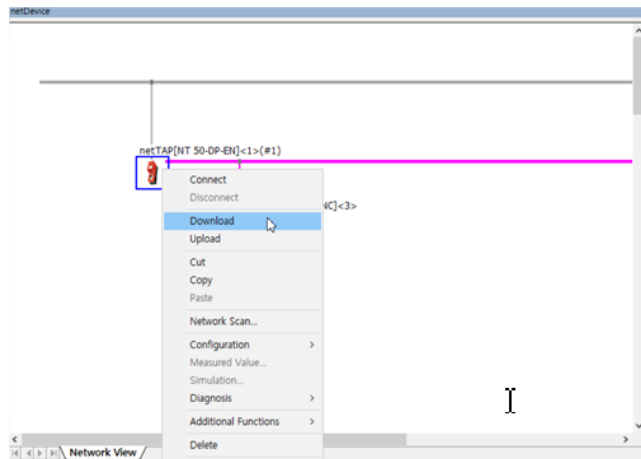 netDevice
netTAP[NT 50-DP-EN]<1>(#1)
Connect
Disconnect
NC]<3>
Download
Upload
Cut
Copy
Paste
Network Scan...
Configuration
Measured Value...
Simulation...
Diagnosis
Additional Functions
Delete
Network View